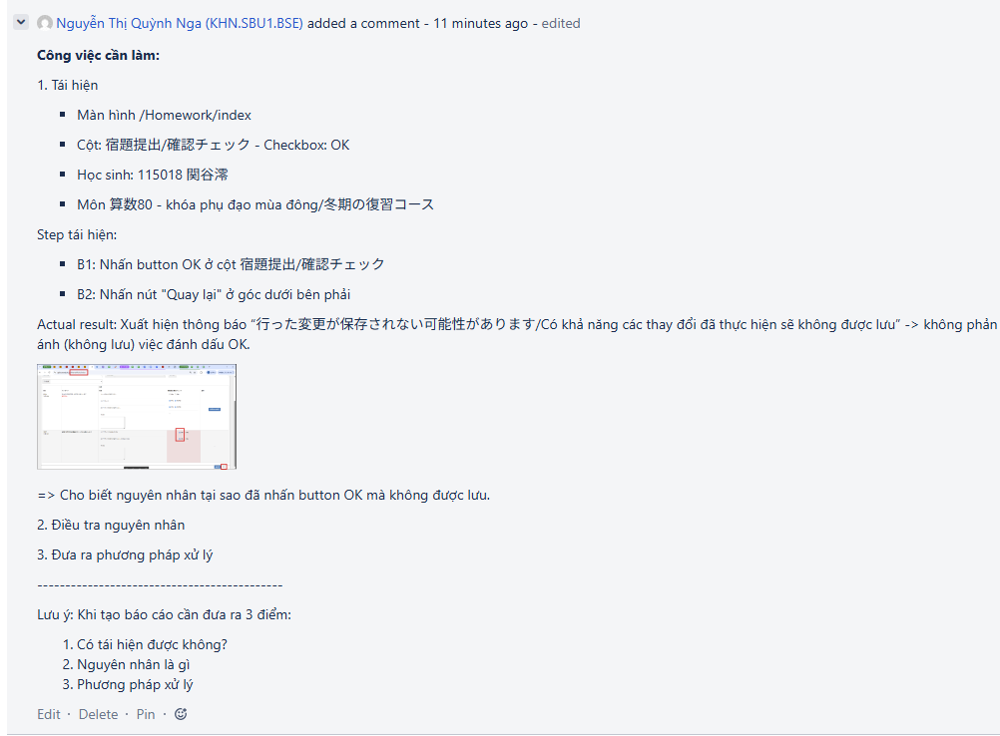 Nguyễn Thị Quỳnh Nga (KHN.SBU1.BSE) added a comment - 11 minutes ago - edited
Công việc cần làm:
1. Tái hiện
▪ Màn hình /Homework/index
▪ Cột: 宿題提出/確認チェック - Checkbox: OK
▪ Học sinh: 115018 関谷澪
▪ Môn 算数80 - khóa phụ đạo mùa đông/冬期の復習コース
Step tái hiện:
▪ B1: Nhấn button OK ở cột 宿題提出/確認チェック
▪ B2: Nhấn nút "Quay lại" ở góc dưới bên phải
Actual result: Xuất hiện thông báo “行った変更が保存されない可能性があります/Có khả năng các thay đổi đã thực hiện sẽ không được lưu” -> không phản
ánh (không lưu) việc đánh dấu OK.
=> Cho biết nguyên nhân tại sao đã nhấn button OK mà không được lưu.
2. Điều tra nguyên nhân
3. Đưa ra phương pháp xử lý
--------------------------------------------
Lưu ý: Khi tạo báo cáo cần đưa ra 3 điểm:
1. Có tái hiện được không?
2. Nguyên nhân là gì
3. Phương pháp xử lý
Edit · Delete · Pin ·